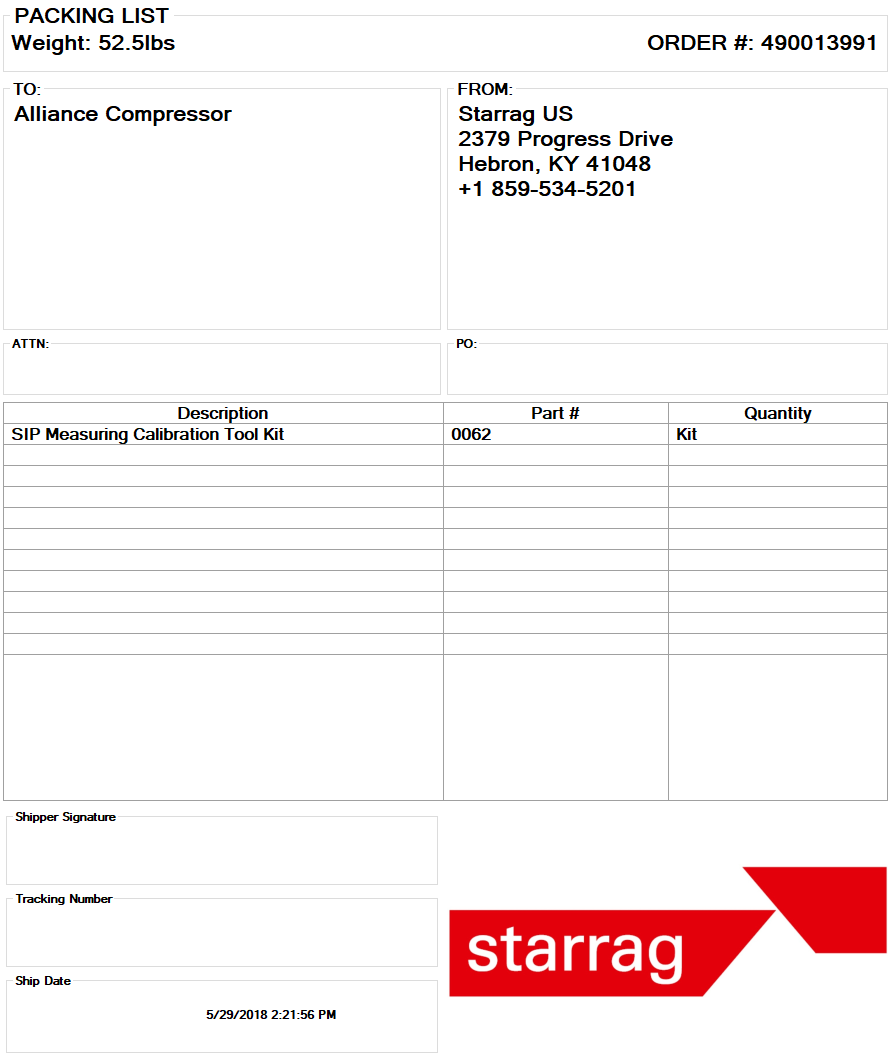 PACKING LIST
Weight: 52.5lbs
ORDER #: 490013991
TO:
Alliance Compressor
FROM:
Starrag US
2379 Progress Drive
Hebron, KY 41048
+1 859-534-5201
ATTN:
PO:
Description Part # Quantity
SIP Measuring Calibration Tool Kit 0062 Kit
Shipper Signature
Tracking Number
Ship Date
5/29/2018 2:21:56 PM
starrag